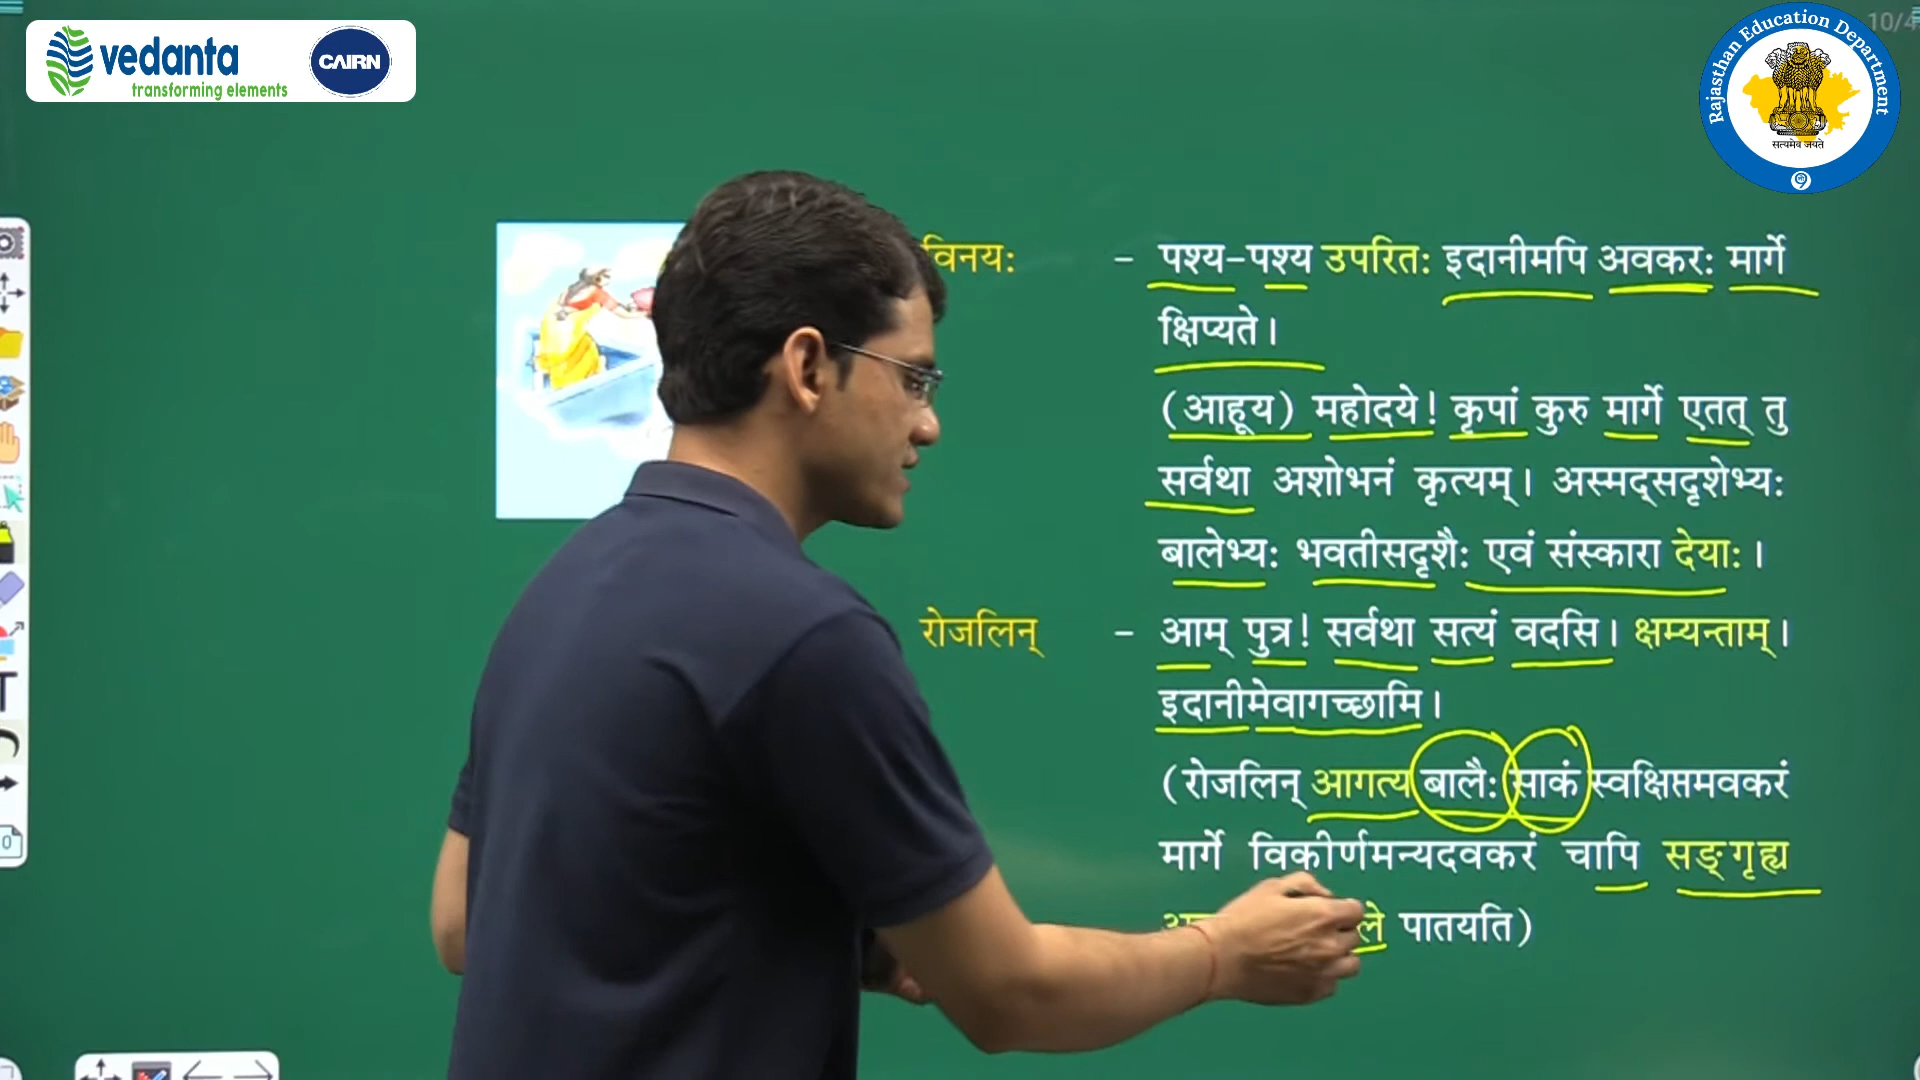 vedanta
transforming elements
CAIRN
10/4
Rajasthan Education Department
सत्यमेव जयते
विनय: – पश्य-पश्य उपरित: इदानीमपि अवकर: मार्गे
क्षिप्यते।
(आहूय) महोदये! कृपां कुरु मार्गे एतत् तु
सर्वथा अशोभनं कृत्यम्। अस्मद्सदृशेभ्य:
बालेभ्य: भवतीसदृशै: एवं संस्कारा देया:।
रोजलिन् – आम् पुत्र! सर्वथा सत्यं वदसि। क्षम्यन्ताम्।
इदानीमेवागच्छामि।
(रोजलिन् आगत्य बालै: साकं स्वक्षिप्तमवकरं
मार्गे विकीर्णमन्यदवकरं चापि सङ्गृह्य
पातयति)